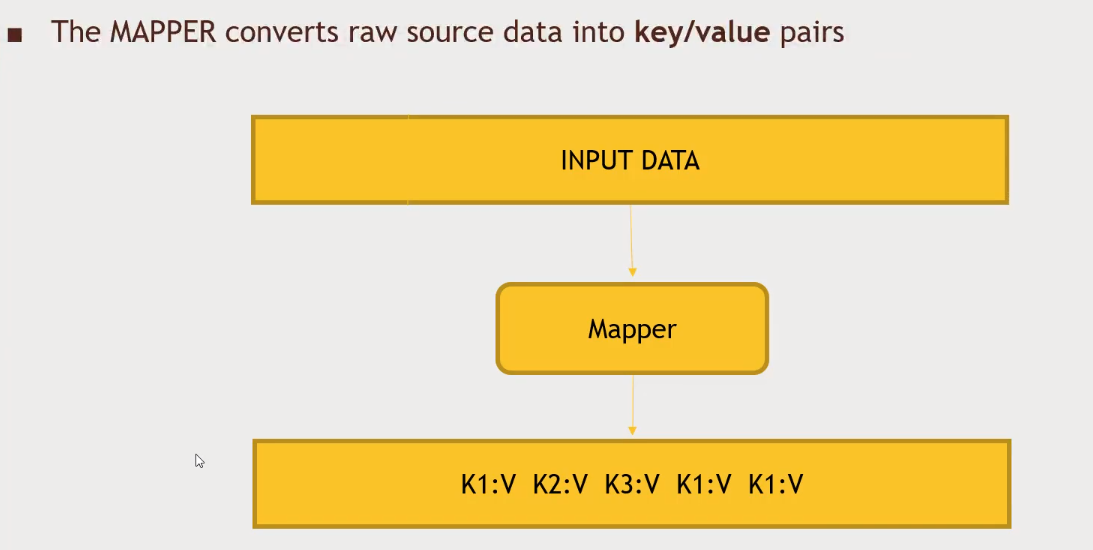 The MAPPER converts raw source data into key/value pairs
INPUT DATA
Mapper
K1:V K2:V K3:V K1:V K1:V